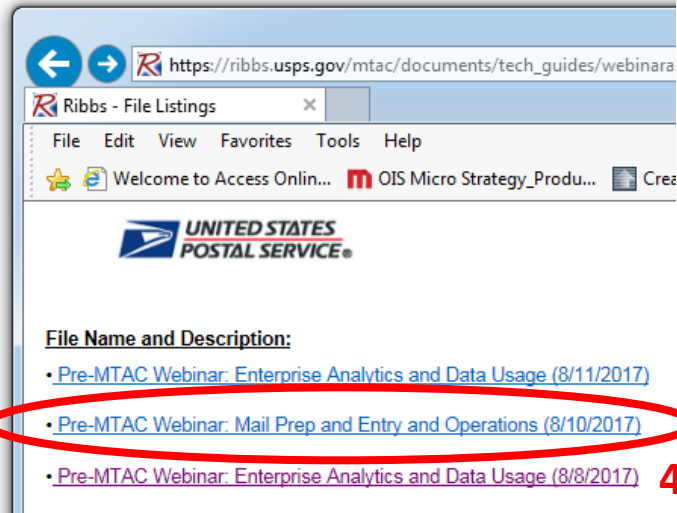 https://ribbs.usps.gov/mtac/documents/tech_guides/webinara
Ribbs - File Listings
File Edit View Favorites Tools Help
Welcome to Access Onlin... OIS Micro Strategy_Produ... Crea
UNITED STATES
POSTAL SERVICE®
File Name and Description:
• Pre-MTAC Webinar: Enterprise Analytics and Data Usage (8/11/2017)
• Pre-MTAC Webinar: Mail Prep and Entry and Operations (8/10/2017)
• Pre-MTAC Webinar: Enterprise Analytics and Data Usage (8/8/2017) 4